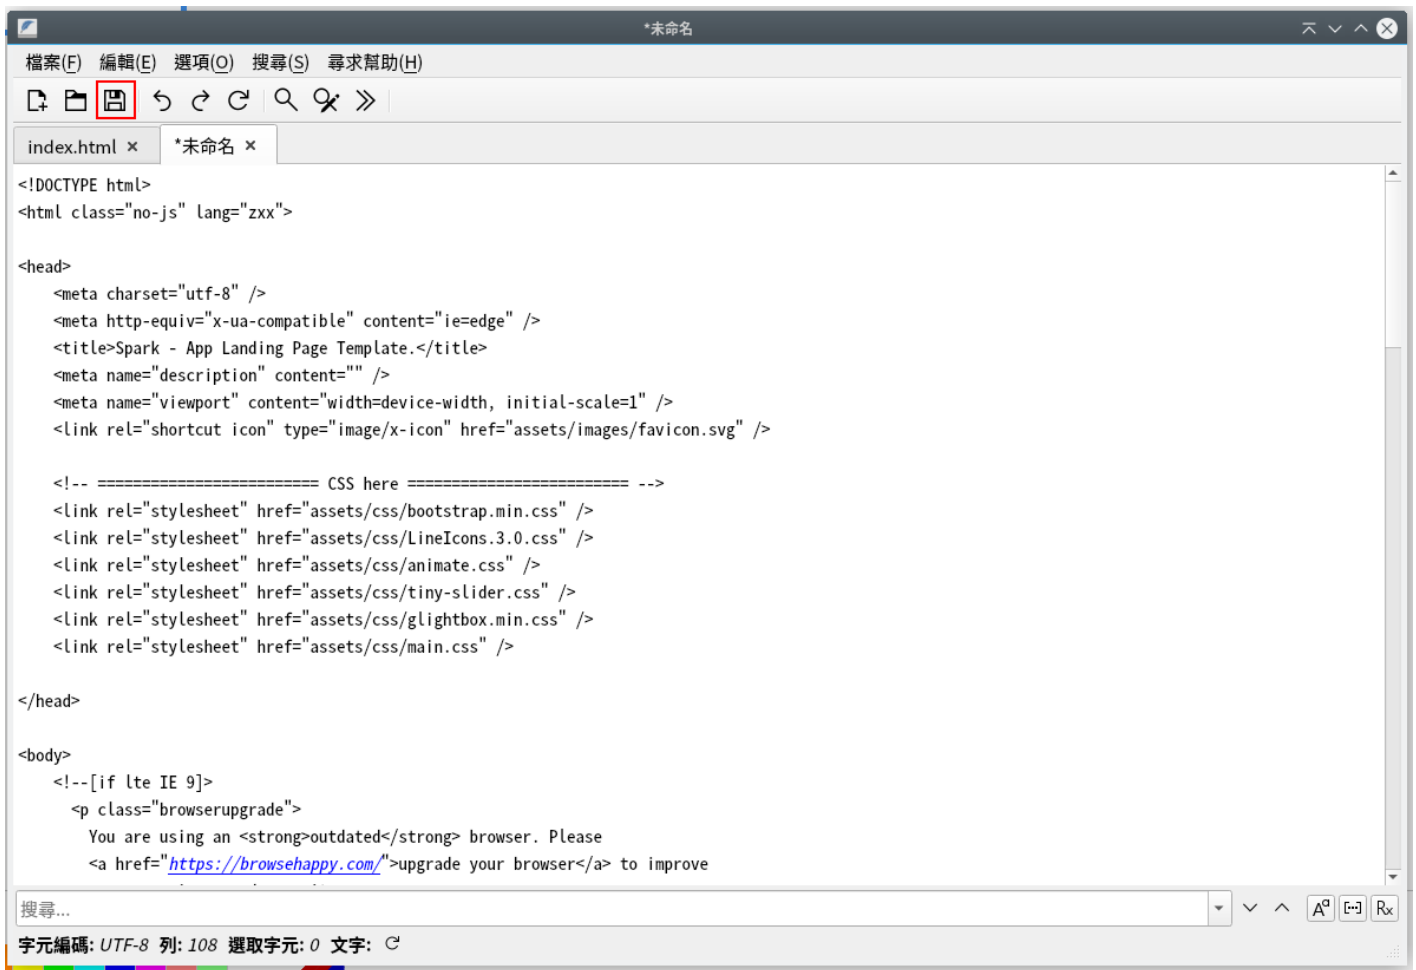 *未命名
檔案(F) 編輯(E) 選項(O) 搜尋(S) 尋求幫助(H)
index.html × *未命名 ×
<!DOCTYPE html>
<html class="no-js" lang="zxx">
<head>
    <meta charset="utf-8" />
    <meta http-equiv="x-ua-compatible" content="ie=edge" />
    <title>Spark - App Landing Page Template.</title>
    <meta name="description" content="" />
    <meta name="viewport" content="width=device-width, initial-scale=1" />
    <link rel="shortcut icon" type="image/x-icon" href="assets/images/favicon.svg" />
    <!-- ========================= CSS here ========================= -->
    <link rel="stylesheet" href="assets/css/bootstrap.min.css" />
    <link rel="stylesheet" href="assets/css/LineIcons.3.0.css" />
    <link rel="stylesheet" href="assets/css/animate.css" />
    <link rel="stylesheet" href="assets/css/tiny-slider.css" />
    <link rel="stylesheet" href="assets/css/glightbox.min.css" />
    <link rel="stylesheet" href="assets/css/main.css" />
</head>
<body>
    <!--[if lte IE 9]>
      <p class="browserupgrade">
        You are using an <strong>outdated</strong> browser. Please
        <a href="https://browsehappy.com/">upgrade your browser</a> to improve
搜尋...
字元編碼: UTF-8 列: 108 選取字元: 0 文字: